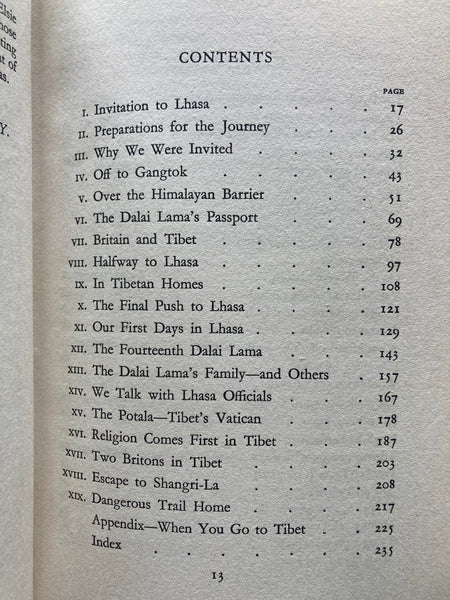 Elsie
hose
ting
t of
as.
Y.
CONTENTS
PAGE
I. Invitation to Lhasa . . . . . 17
II. Preparations for the Journey . . . . 26
III. Why We Were Invited . . . . . 32
IV. Off to Gangtok . . . . . 43
V. Over the Himalayan Barrier . . . . 51
VI. The Dalai Lama's Passport . . . . 69
VII. Britain and Tibet . . . . . 78
VIII. Halfway to Lhasa . . . . . 97
IX. In Tibetan Homes . . . . . 108
X. The Final Push to Lhasa . . . . 121
XI. Our First Days in Lhasa . . . . 129
XII. The Fourteenth Dalai Lama . . . . 143
XIII. The Dalai Lama's Family—and Others . . 157
XIV. We Talk with Lhasa Officials . . . . 167
XV. The Potala—Tibet's Vatican . . . . 178
XVI. Religion Comes First in Tibet . . . . 187
XVII. Two Britons in Tibet . . . . 203
XVIII. Escape to Shangri-La . . . . 208
XIX. Dangerous Trail Home . . . . 217
Appendix—When You Go to Tibet . . 225
Index . . . . . . 235
13